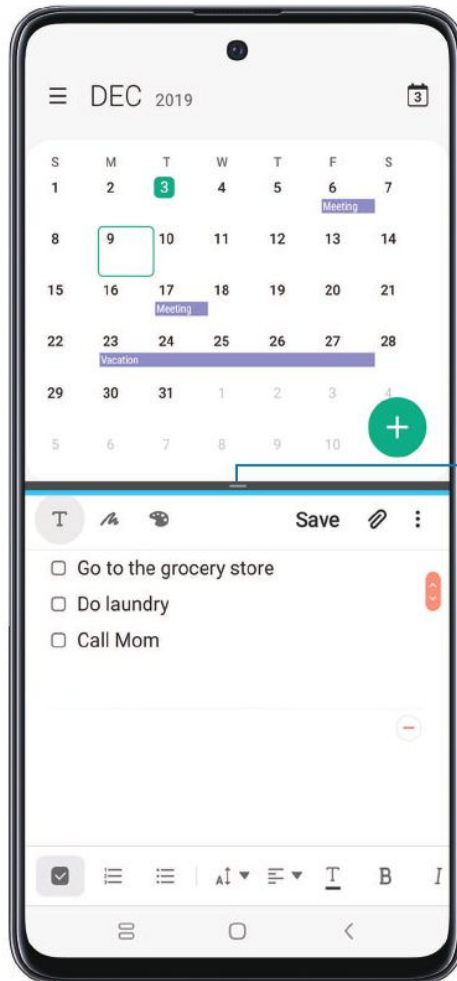 DEC 2019
3
S M T W T F S
1 2 3 4 5 6 7
Meeting
8 9 10 11 12 13 14
15 16 17 18 19 20 21
Meeting
22 23 24 25 26 27 28
Vacation
29 30 31 1 2 3 4
5 6 7 8 9 10
T Save
Go to the grocery store
Do laundry
Call Mom
A T B I